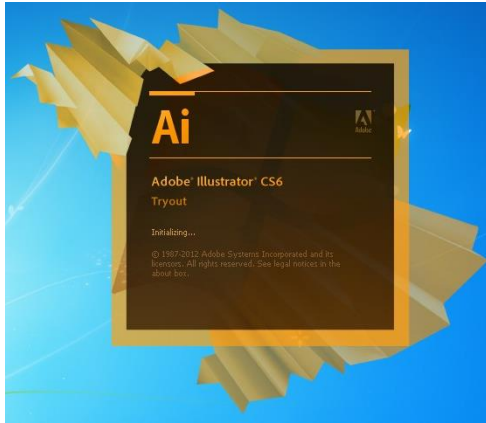 Ai
Adobe
Adobe® Illustrator® CS6
Tryout
Initializing...
© 1987-2012 Adobe Systems Incorporated and its
licensors. All rights reserved. See legal notices in the
about box.